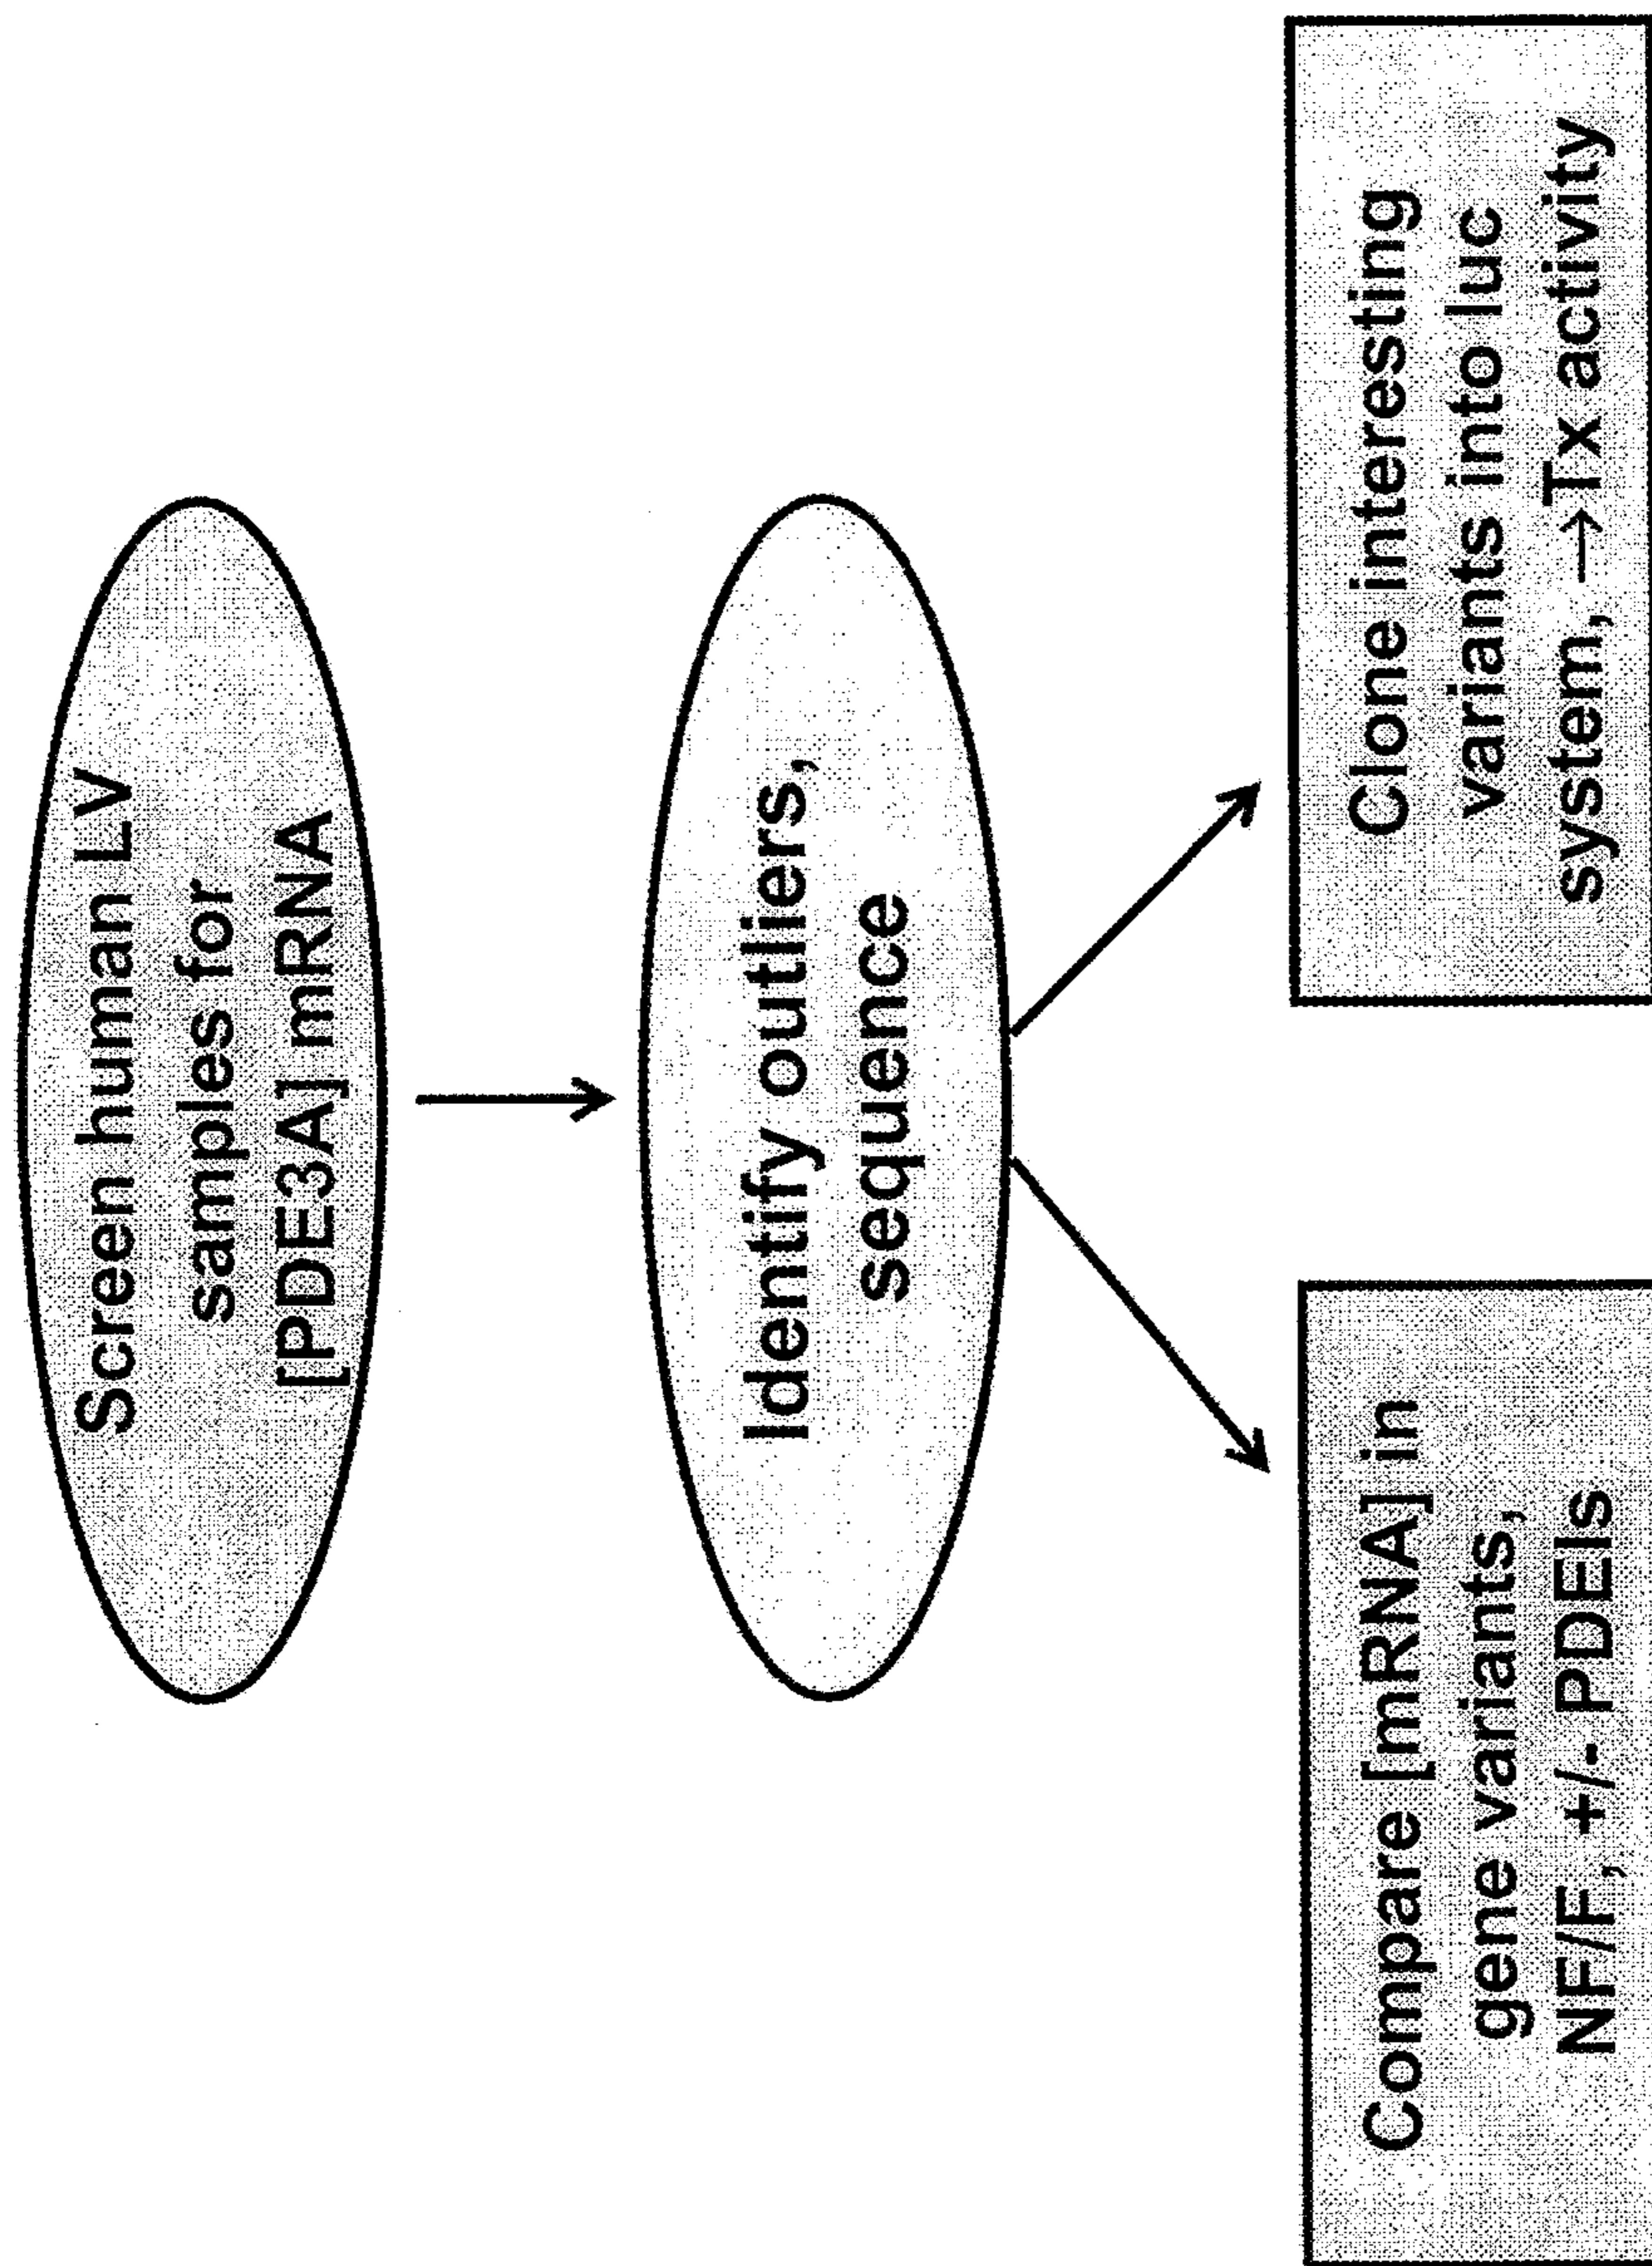 Screen human LV
samples for
[PDE3A] mRNA
Identify outliers,
sequence
Compare [mRNA] in
gene variants,
NF/F, +/- PDEIs
Clone interesting
variants into luc
system, →Tx activity